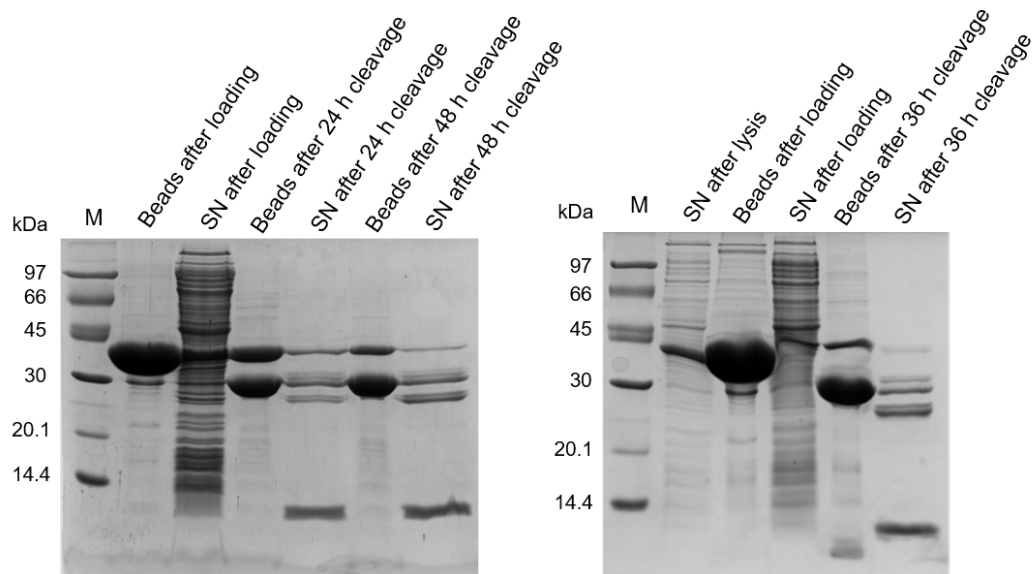 Beads after loading
SN after loading
Beads after 24 h cleavage
SN after 24 h cleavage
Beads after 48 h cleavage
SN after 48 h cleavage
kDa
M
97
66
45
30
20.1
14.4
SN after lysis
Beads after loading
SN after loading
Beads after 36 h cleavage
SN after 36 h cleavage
kDa
M
97
66
45
30
20.1
14.4